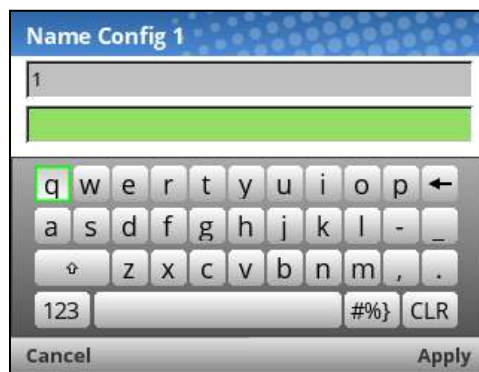 Name Config 1
1
q w e r t y u i o p ←
a s d f g h j k l - _
⇧ z x c v b n m , .
123 #%} CLR
Cancel Apply